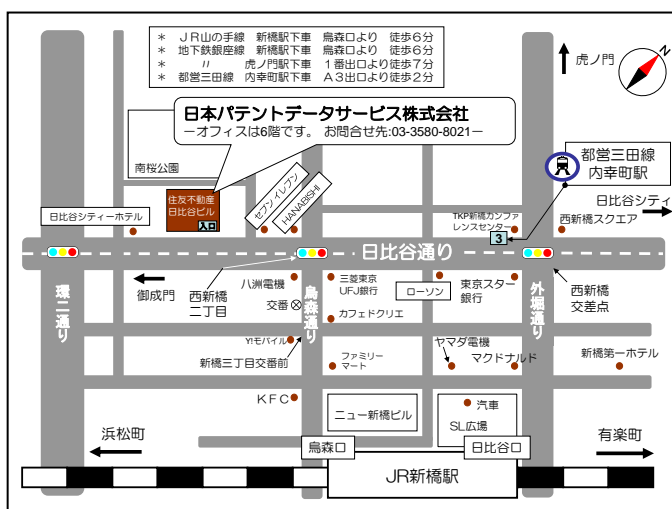 ＊ ＪＲ山の手線 新橋駅下車 烏森口より 徒歩６分
＊ 地下鉄銀座線 新橋駅下車 烏森口より 徒歩６分
＊ 〃 虎ノ門駅下車 １番出口より徒歩７分
＊ 都営三田線 内幸町駅下車 Ａ３出口より徒歩２分
虎ノ門
N
日本パテントデータサービス株式会社
－オフィスは6階です。 お問合せ先:03-3580-8021－
都営三田線
内幸町駅
南桜公園
住友不動産
日比谷ビル
入口
セブンイレブン
HANABISHI
日比谷シティ
日比谷シティーホテル
TKP新橋カンファ
レンスセンター
3
西新橋スクエア
日比谷通り
環二通り
御成門
西新橋
二丁目
八洲電機
交番
烏森通り
三菱東京
UFJ銀行
カフェドクリエ
ローソン
東京スター
銀行
外堀通り
西新橋
交差点
Y!モバイル
新橋三丁目交番前
ファミリー
マート
ヤマダ電機
マクドナルド
新橋第一ホテル
ＫＦＣ
ニュー新橋ビル
汽車
SL広場
浜松町
烏森口
日比谷口
有楽町
JR新橋駅